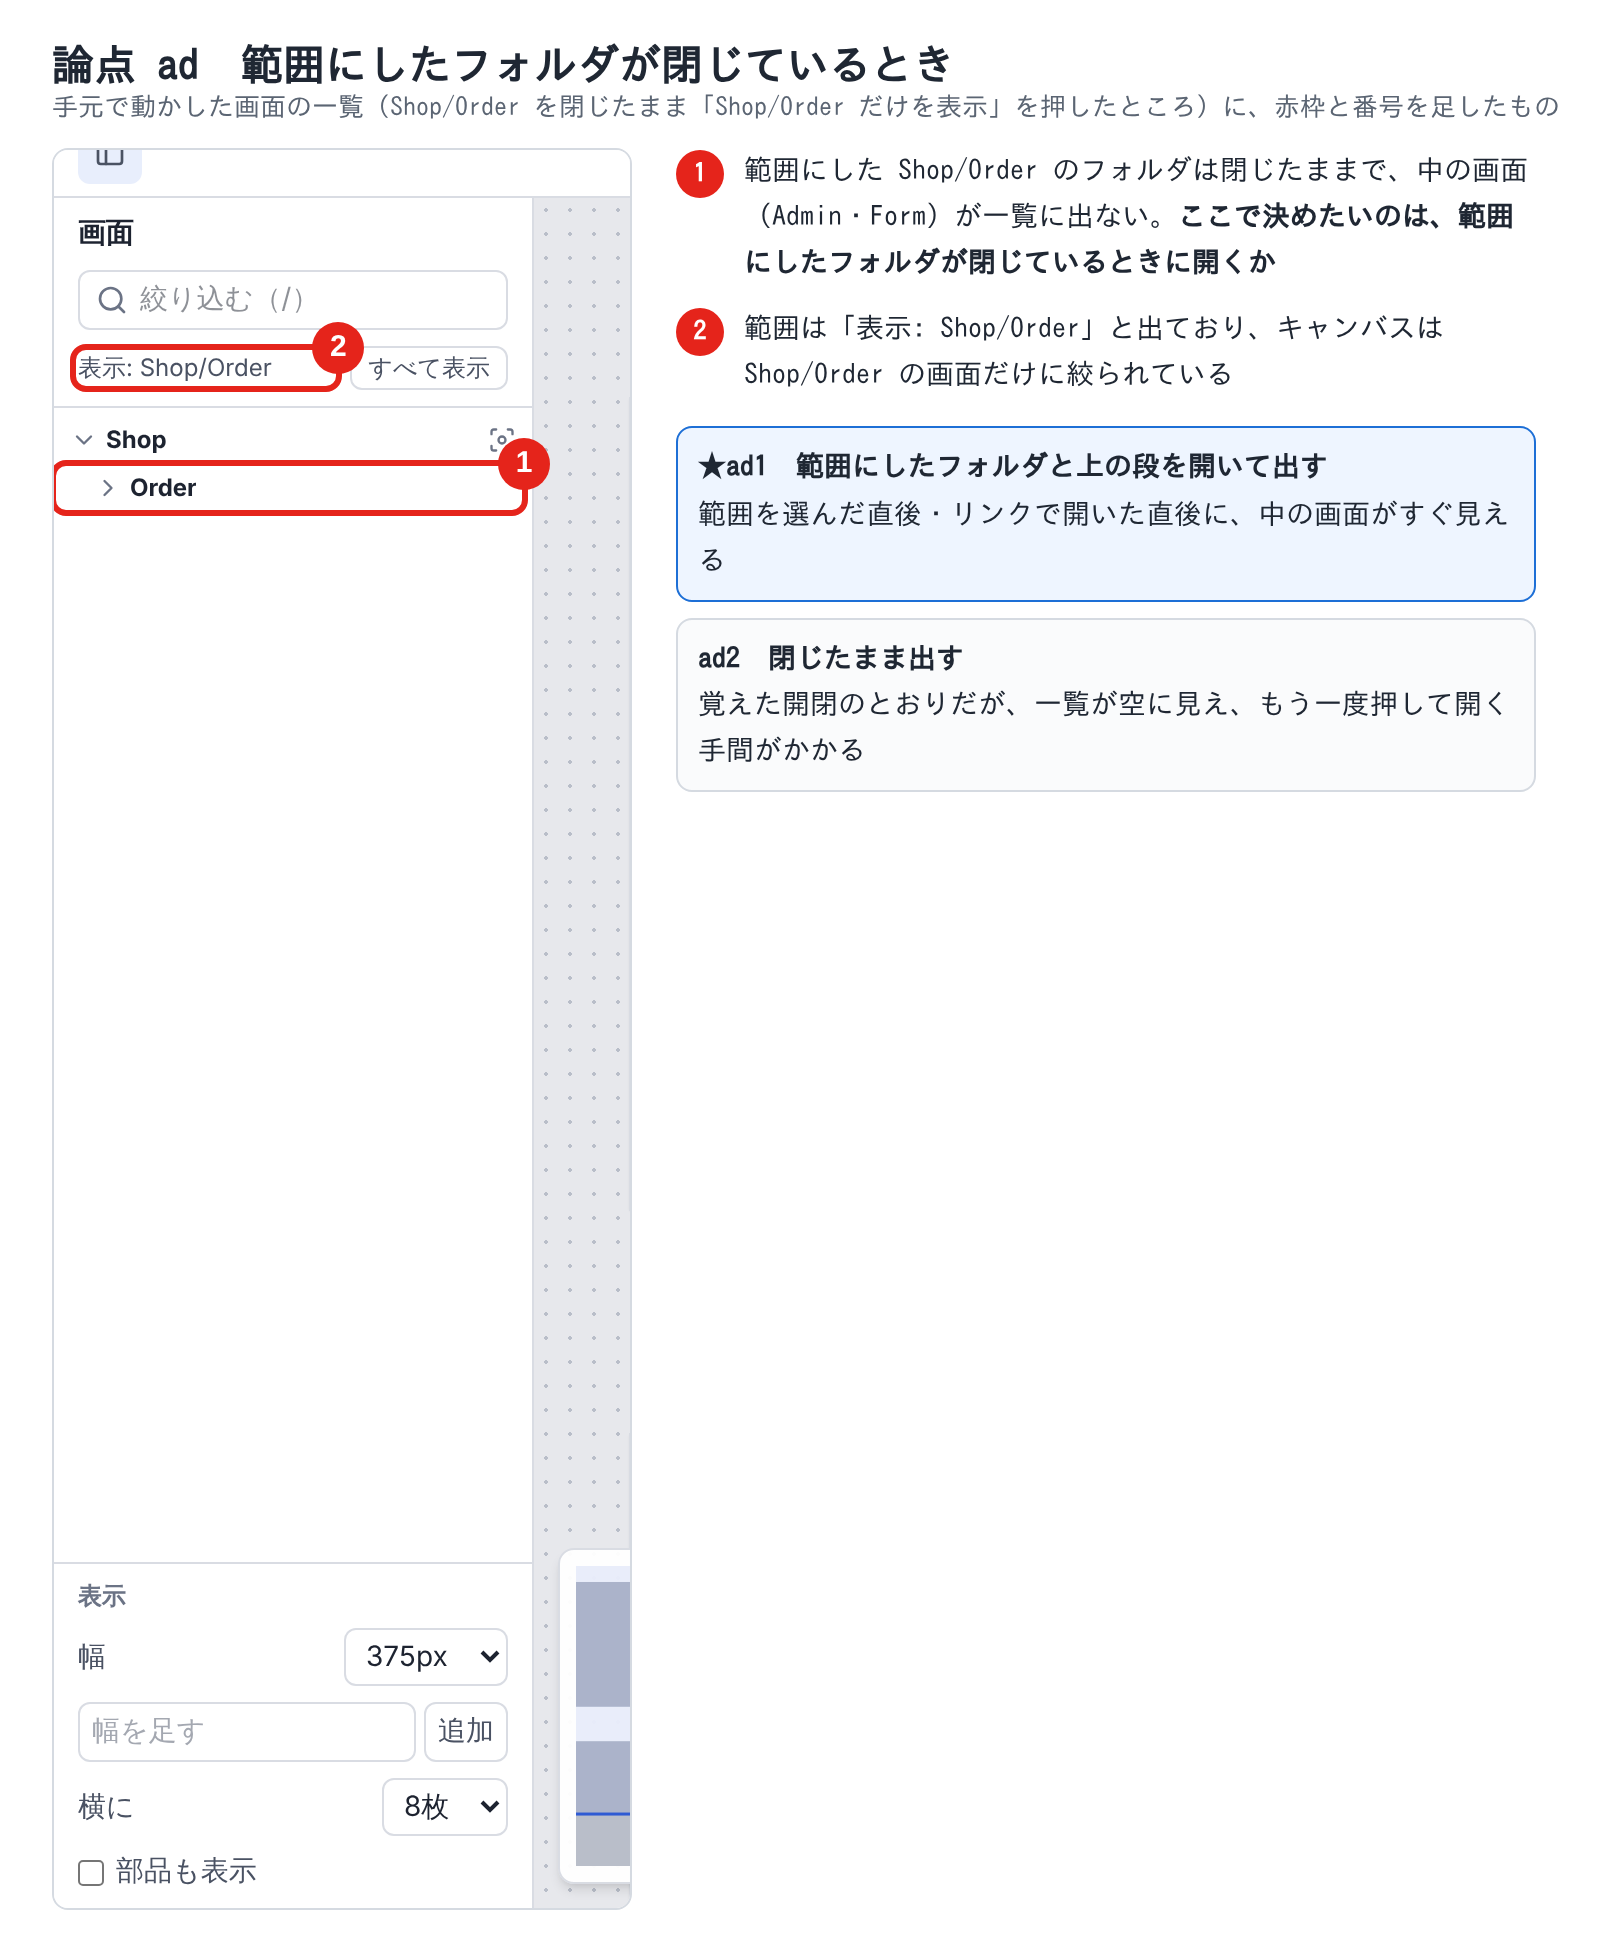 論点 ad　範囲にしたフォルダが閉じているとき
手元で動かした画面の一覧（Shop/Order を閉じたまま「Shop/Order だけを表示」を押したところ）に、赤枠と番号を足したもの
画面
絞り込む（/）
表示: Shop/Order
2
すべて表示
Shop
1
Order
表示
幅
375px
幅を足す
追加
横に
8枚
部品も表示
1
範囲にした Shop/Order のフォルダは閉じたままで、中の画面
（Admin・Form）が一覧に出ない。ここで決めたいのは、範囲
にしたフォルダが閉じているときに開くか
2
範囲は「表示: Shop/Order」と出ており、キャンバスは
Shop/Order の画面だけに絞られている
★ad1　範囲にしたフォルダと上の段を開いて出す
範囲を選んだ直後・リンクで開いた直後に、中の画面がすぐ見え
る
ad2　閉じたまま出す
覚えた開閉のとおりだが、一覧が空に見え、もう一度押して開く
手間がかかる